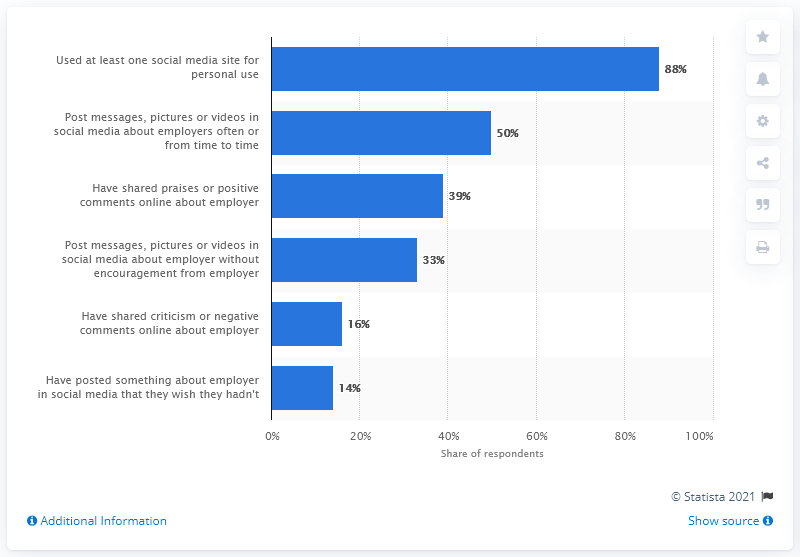 Used at least one social media site for
personal use
88%
Post messages, pictures or videos in
social media about employers often or
from time to time
50%
Have shared praises or positive
comments online about employer
39%
Post messages, pictures or videos in
social media about employer without
encouragement from employer
33%
Have shared criticism or negative
comments online about employer
16%
Have posted something about employer
in social media that they wish they hadn't
14%
0% 20% 40% 60% 80% 100%
Share of respondents
© Statista 2021
Additional Information
Show source